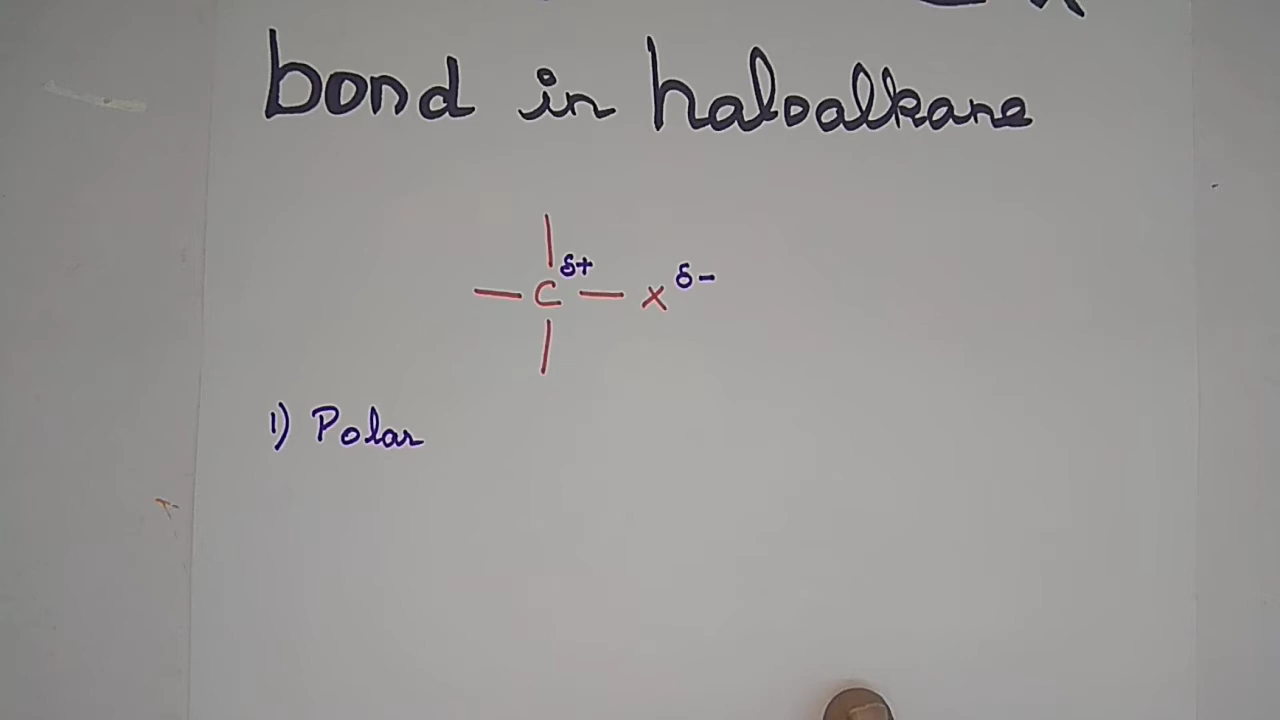 bond in haloalkane
δ+
C — X δ−
1) Polar